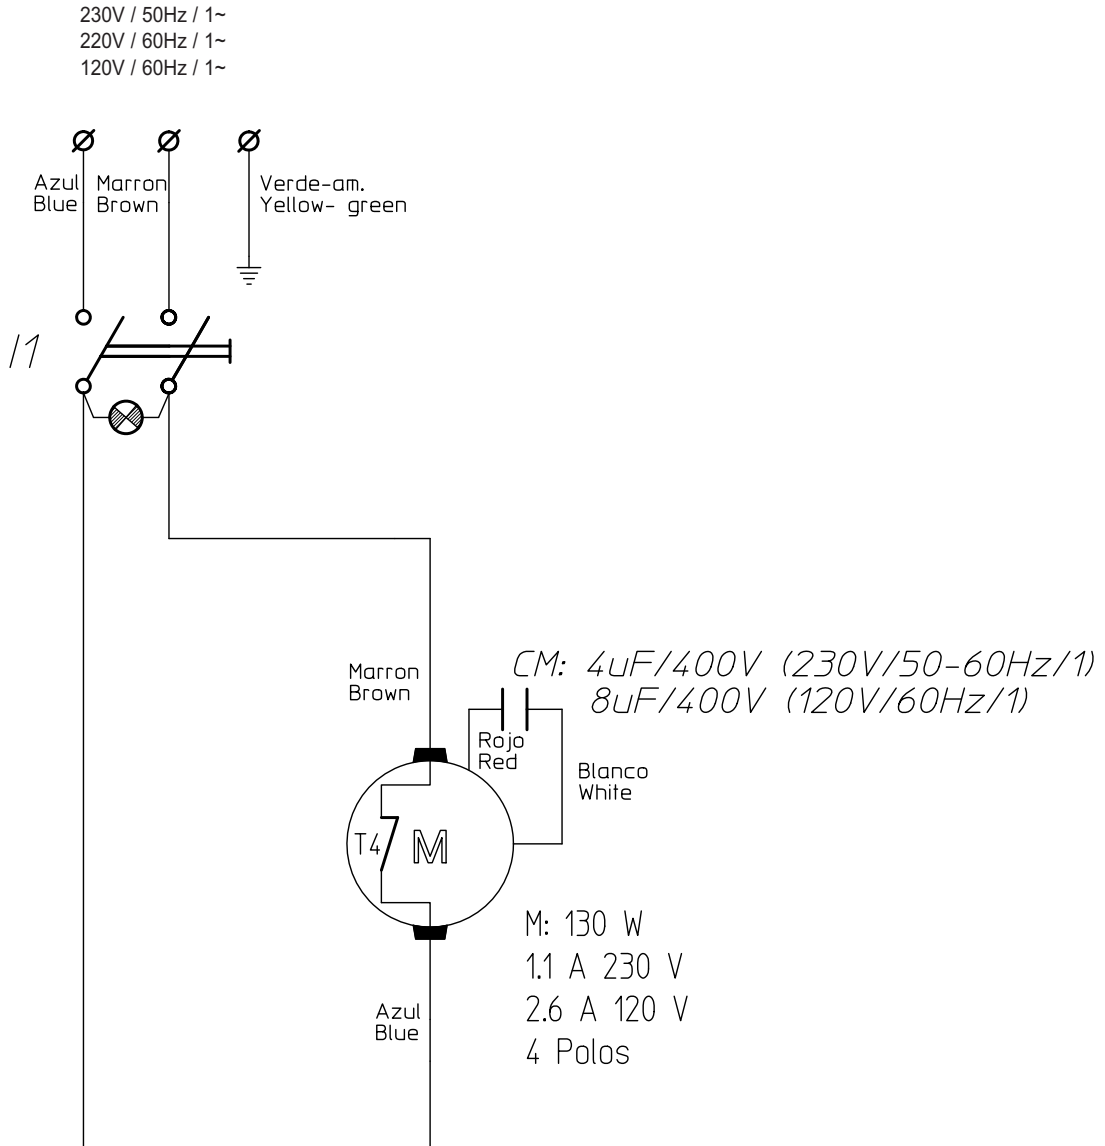 230V / 50Hz / 1~
220V / 60Hz / 1~
120V / 60Hz / 1~
Azul
Blue
Marron
Brown
Verde-am.
Yellow- green
I1
Marron
Brown
CM: 4uF/400V (230V/50-60Hz/1)
8uF/400V (120V/60Hz/1)
Rojo
Red
Blanco
White
T4
M
M: 130 W
1.1 A 230 V
2.6 A 120 V
4 Polos
Azul
Blue